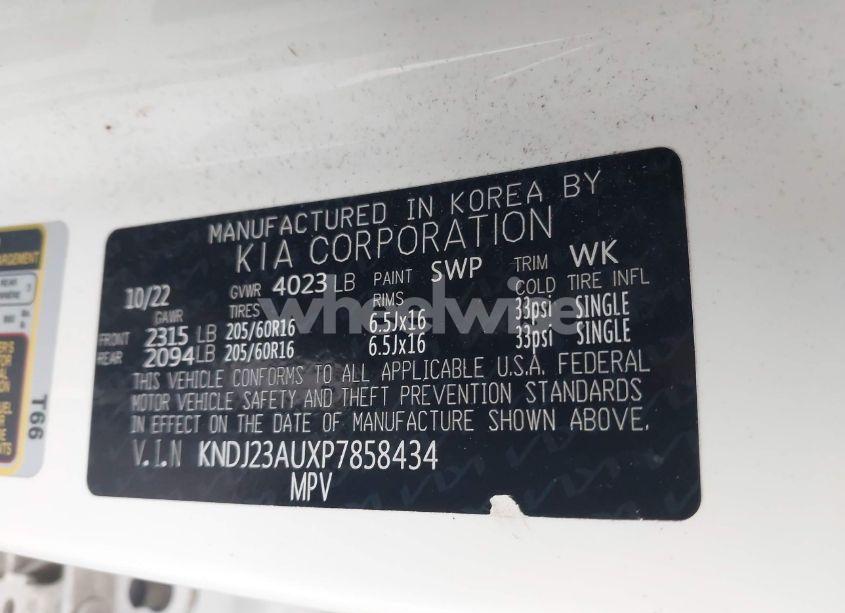 MANUFACTURED IN KOREA BY
KIA CORPORATION
10/22 GVWR 4023 LB PAINT SWP TRIM WK
GAWR TIRES RIMS COLD TIRE INFL
FRONT 2315 LB 205/60R16 6.5Jx16 33psi SINGLE
REAR 2094 LB 205/60R16 6.5Jx16 33psi SINGLE
THIS VEHICLE CONFORMS TO ALL APPLICABLE U.S.A. FEDERAL
MOTOR VEHICLE SAFETY AND THEFT PREVENTION STANDARDS
IN EFFECT ON THE DATE OF MANUFACTURE SHOWN ABOVE.
V.I.N KNDJ23AUXP7858434
MPV
T66
wheelwise